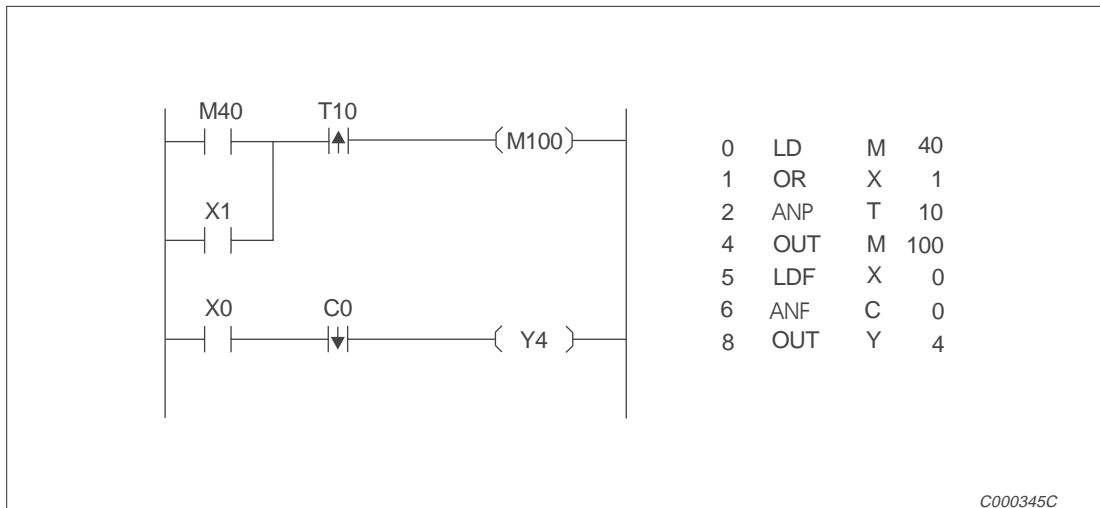 M40 T10
M100
X1
X0 C0
Y4
0 LD M 40
1 OR X 1
2 ANP T 10
4 OUT M 100
5 LDF X 0
6 ANF C 0
8 OUT Y 4
C000345C